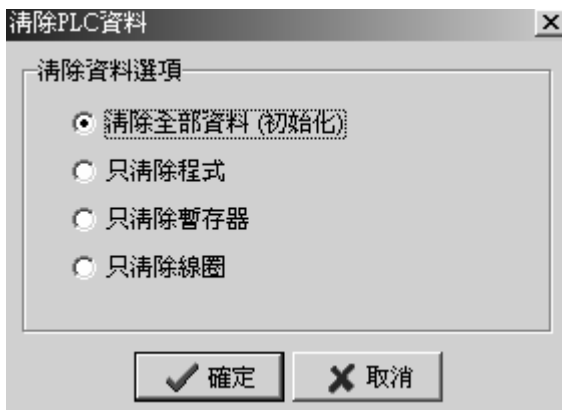 清除PLC資料
清除資料選項
清除全部資料 (初始化)
只清除程式
只清除暫存器
只清除線圈
確定
取消